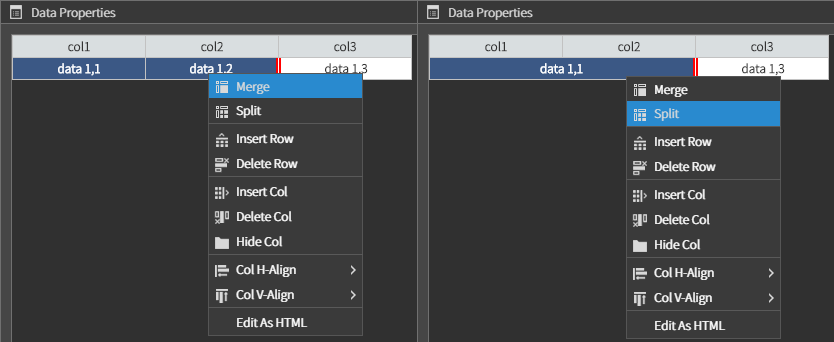 Data Properties
col1 col2 col3
data 1,1 data 1,2 data 1,3
Merge
Split
Insert Row
Delete Row
Insert Col
Delete Col
Hide Col
Col H-Align
Col V-Align
Edit As HTML
Data Properties
col1 col2 col3
data 1,1 data 1,3
Merge
Split
Insert Row
Delete Row
Insert Col
Delete Col
Hide Col
Col H-Align
Col V-Align
Edit As HTML